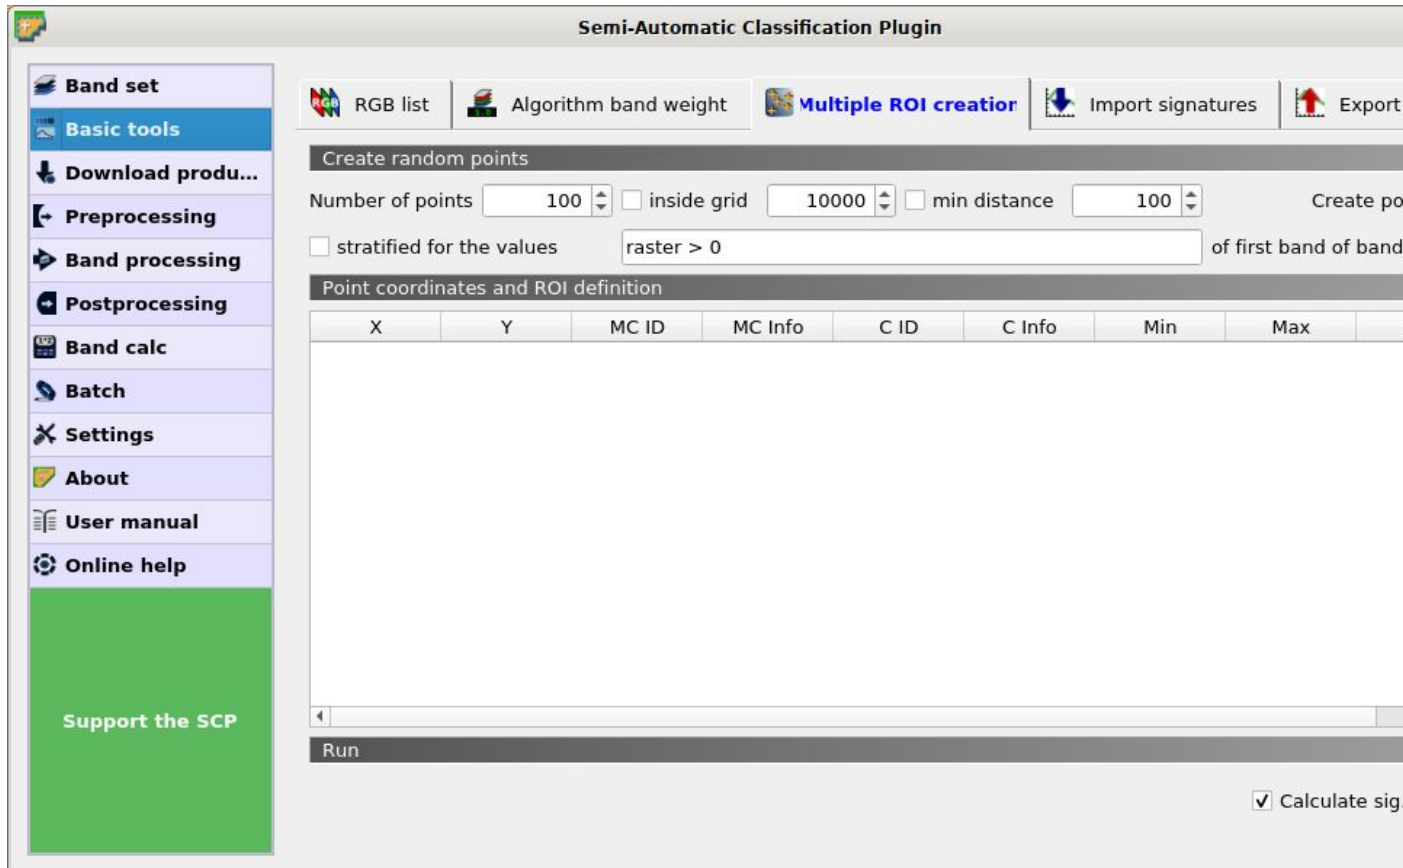 Semi-Automatic Classification Plugin
Band set
Basic tools
Download produ...
Preprocessing
Band processing
Postprocessing
Band calc
Batch
Settings
About
User manual
Online help
Support the SCP
RGB list
Algorithm band weight
Multiple ROI creation
Import signatures
Export
Create random points
Number of points 100 inside grid 10000 min distance 100 Create po
stratified for the values raster > 0 of first band of band
Point coordinates and ROI definition
X Y MC ID MC Info C ID C Info Min Max
Run
Calculate sig.